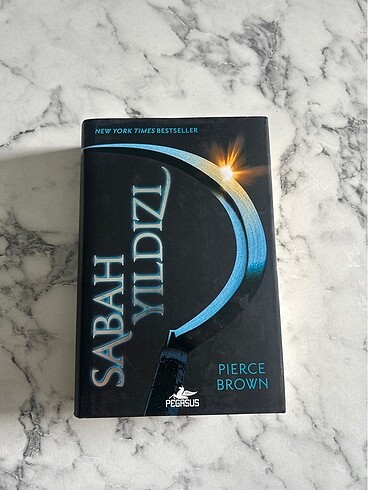 NEW YORK TIMES BESTSELLER
SABAH
YILDIZI
PIERCE
BROWN
PEGASUS